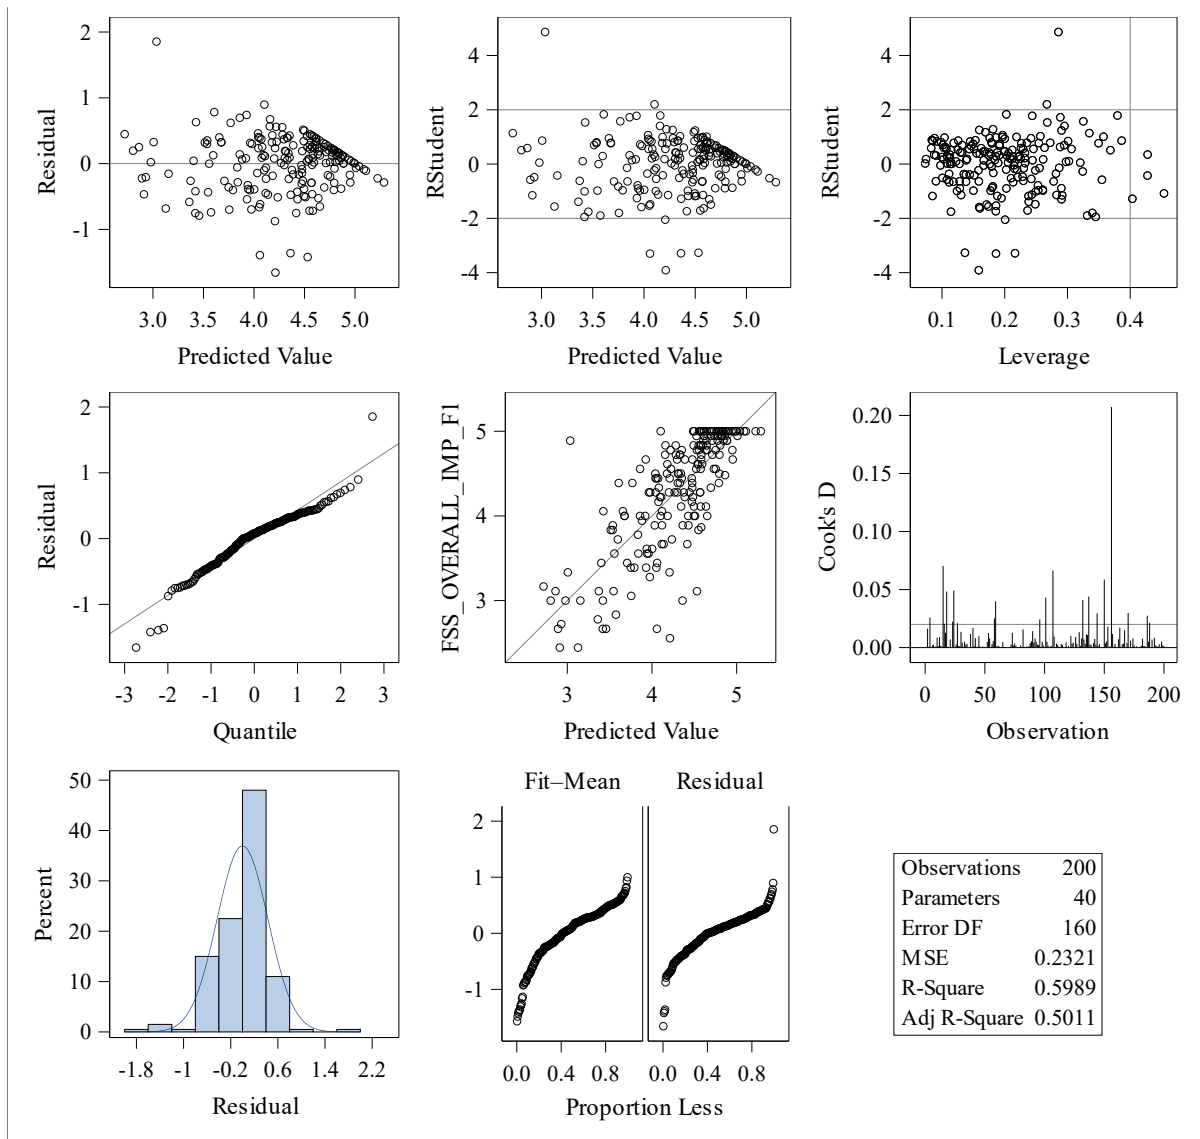 2
1
0
-1
Residual
3.0 3.5 4.0 4.5 5.0
Predicted Value
4
2
0
-2
-4
RStudent
3.0 3.5 4.0 4.5 5.0
Predicted Value
4
2
0
-2
-4
RStudent
0.1 0.2 0.3 0.4
Leverage
2
1
0
-1
Residual
-3 -2 -1 0 1 2 3
Quantile
5
4
3
FSS_OVERALL_IMP_F1
3 4 5
Predicted Value
0.20
0.15
0.10
0.05
0.00
Cook's D
0 50 100 150 200
Observation
50
40
30
20
10
0
Percent
-1.8 -1 -0.2 0.6 1.4 2.2
Residual
Fit–Mean Residual
2
1
0
-1
0.0 0.4 0.8 0.0 0.4 0.8
Proportion Less
Observations 200
Parameters 40
Error DF 160
MSE 0.2321
R-Square 0.5989
Adj R-Square 0.5011